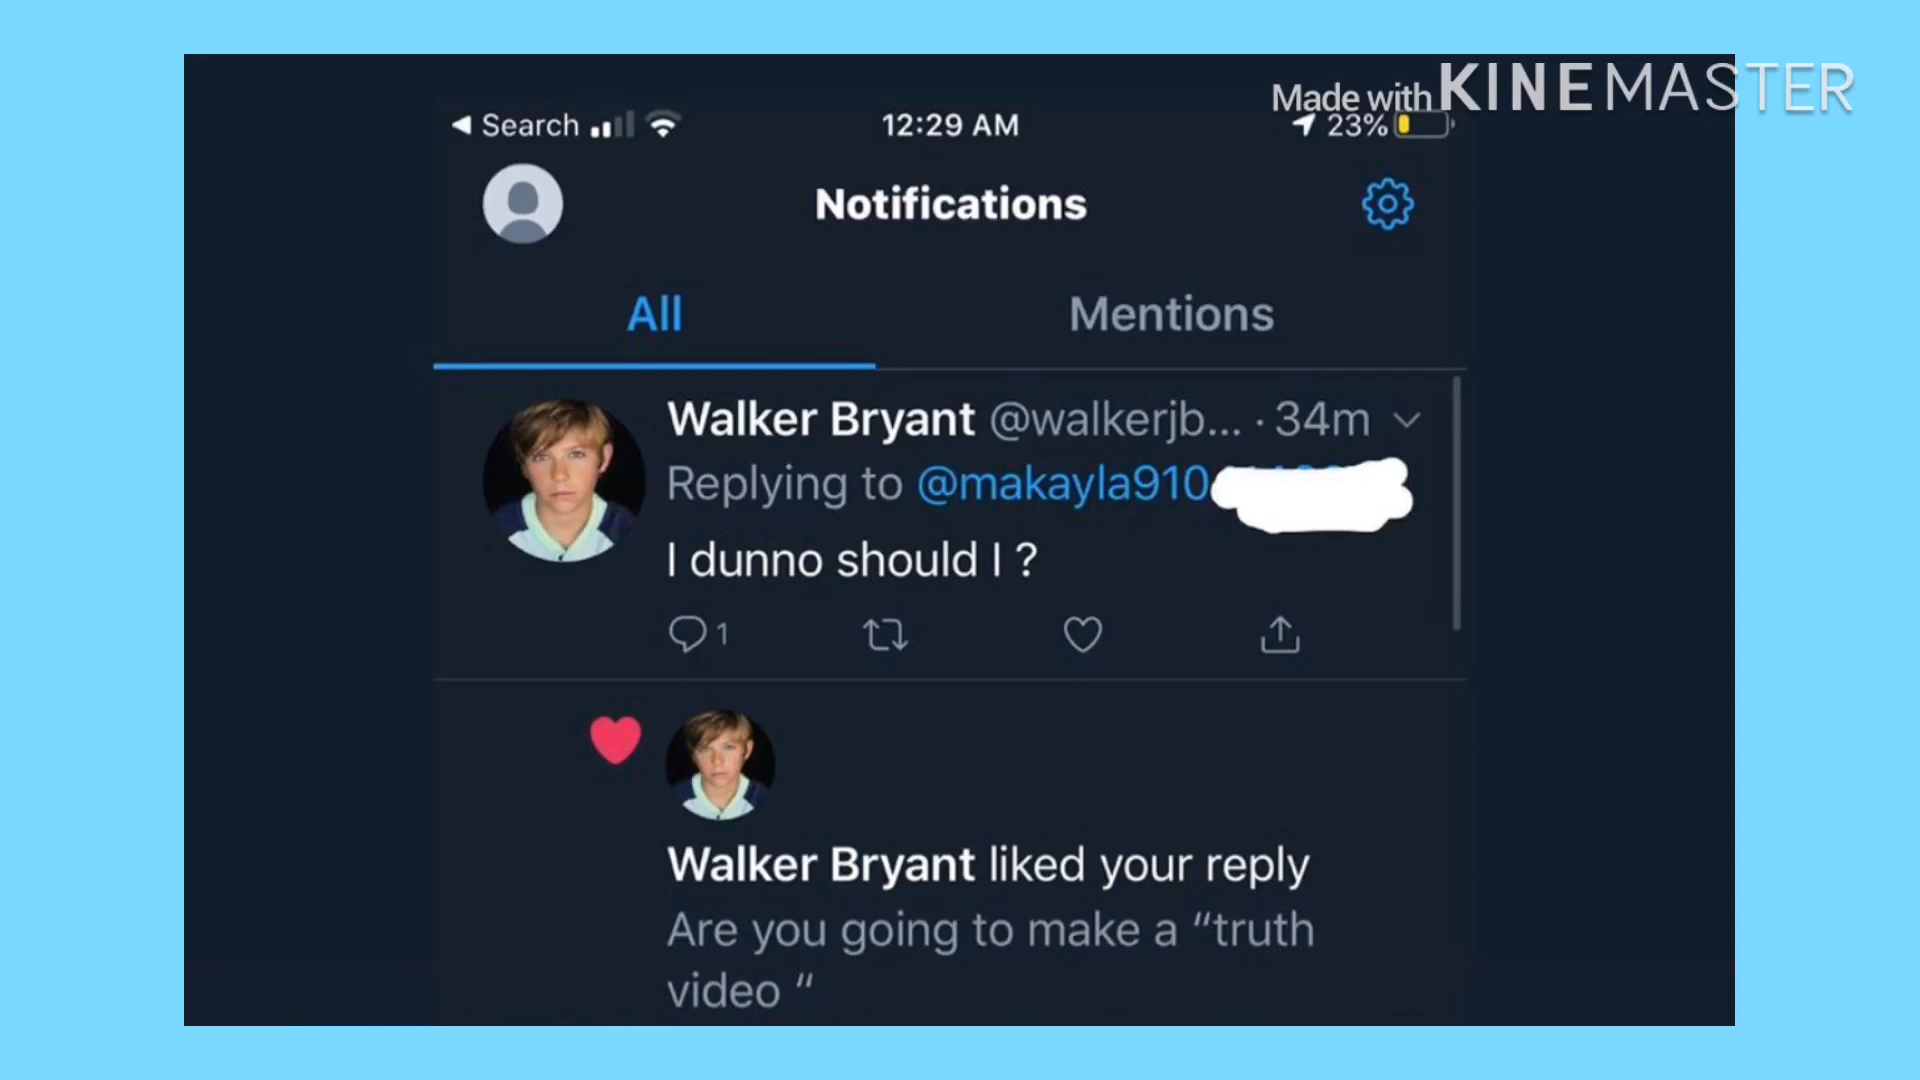 Made with KINEMASTER
Search
12:29 AM
23%
Notifications
All
Mentions
Walker Bryant @walkerjb... · 34m
Replying to @makayla910
I dunno should I ?
1
Walker Bryant liked your reply
Are you going to make a “truth
video “